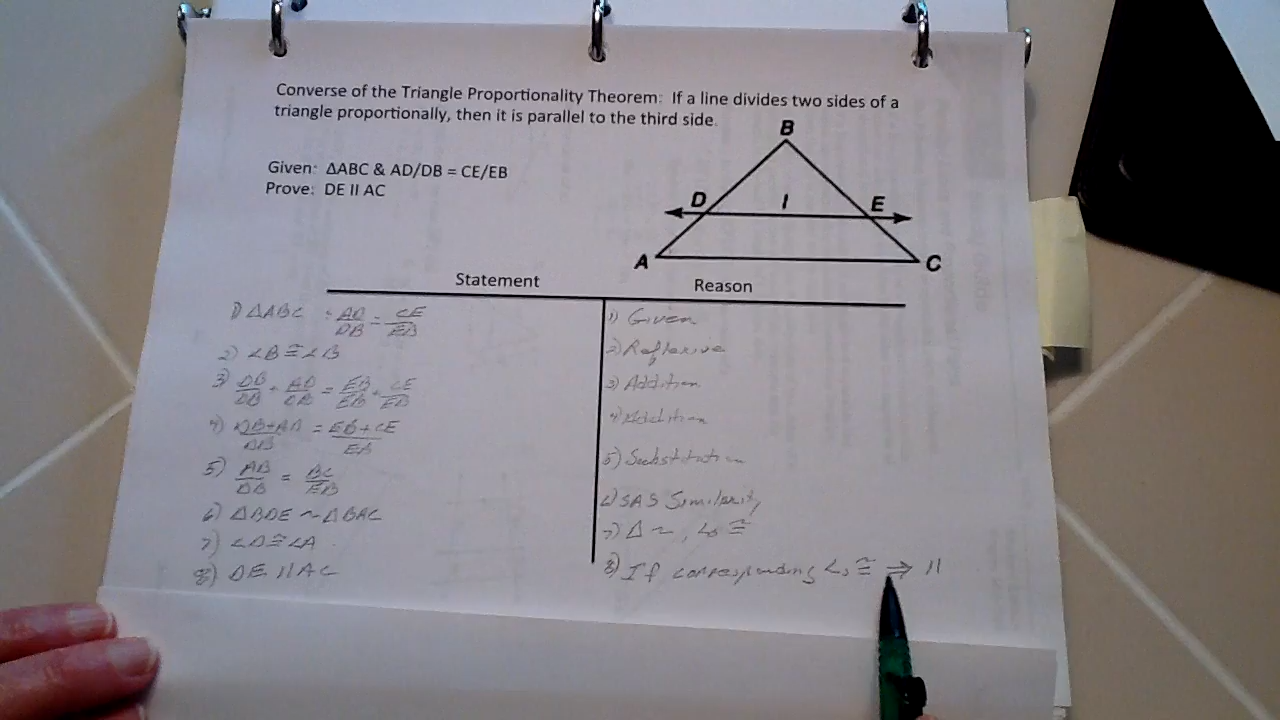 Converse of the Triangle Proportionality Theorem: If a line divides two sides of a
triangle proportionally, then it is parallel to the third side.
Given: ΔABC & AD/DB = CE/EB
Prove: DE II AC
B
D
l
E
A
C
Statement
Reason
1) ΔABC ; AD/DB = CE/EB
1) Given
2) ∠B ≅ ∠B
2) Reflexive
3) DB/DB + AD/DB = EB/EB + CE/EB
3) Addition
4) DB+AD/DB = EB+CE/EB
4) Addition
5) AB/DB = BC/EB
5) Substitution
6) ΔBDE ~ ΔBAC
6) SAS Similarity
7) ∠D ≅ ∠A
7) Δ ~, ∠s ≅
8) DE || AC
8) If corresponding ∠s ≅ ⇒ ||